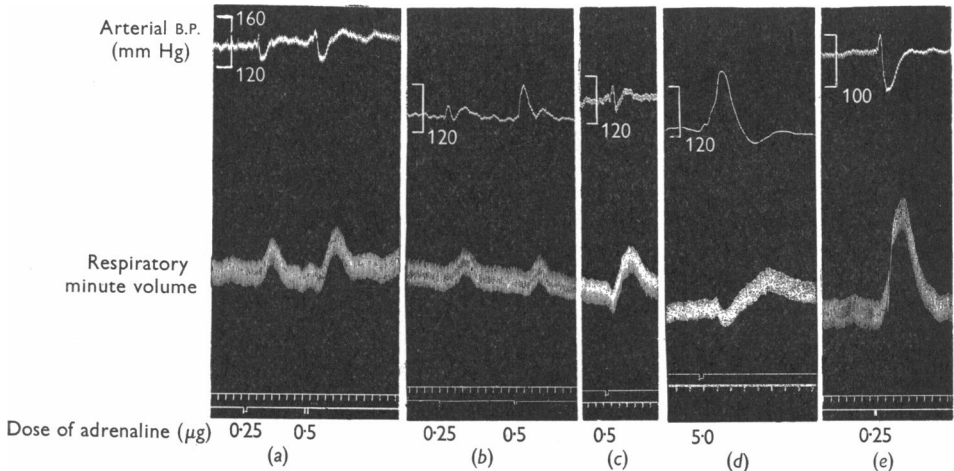 Arterial B.P.
(mm Hg)
160
120
120
120
120
100
Respiratory
minute volume
Dose of adrenaline (μg) 0·25 0·5 0·25 0·5 0·5 5·0 0·25
(a) (b) (c) (d) (e)